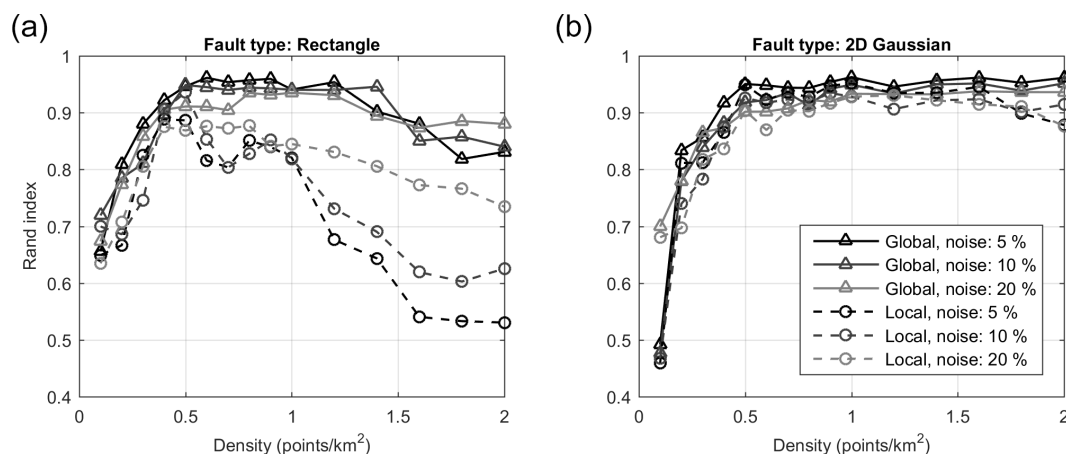 (a)
Fault type: Rectangle
1
0.9
0.8
0.7
0.6
0.5
0.4
Rand index
0
0.5
1
1.5
2
Density (points/km²)
(b)
Fault type: 2D Gaussian
1
0.9
0.8
0.7
0.6
0.5
0.4
Global, noise: 5 %
Global, noise: 10 %
Global, noise: 20 %
Local, noise: 5 %
Local, noise: 10 %
Local, noise: 20 %
0
0.5
1
1.5
2
Density (points/km²)